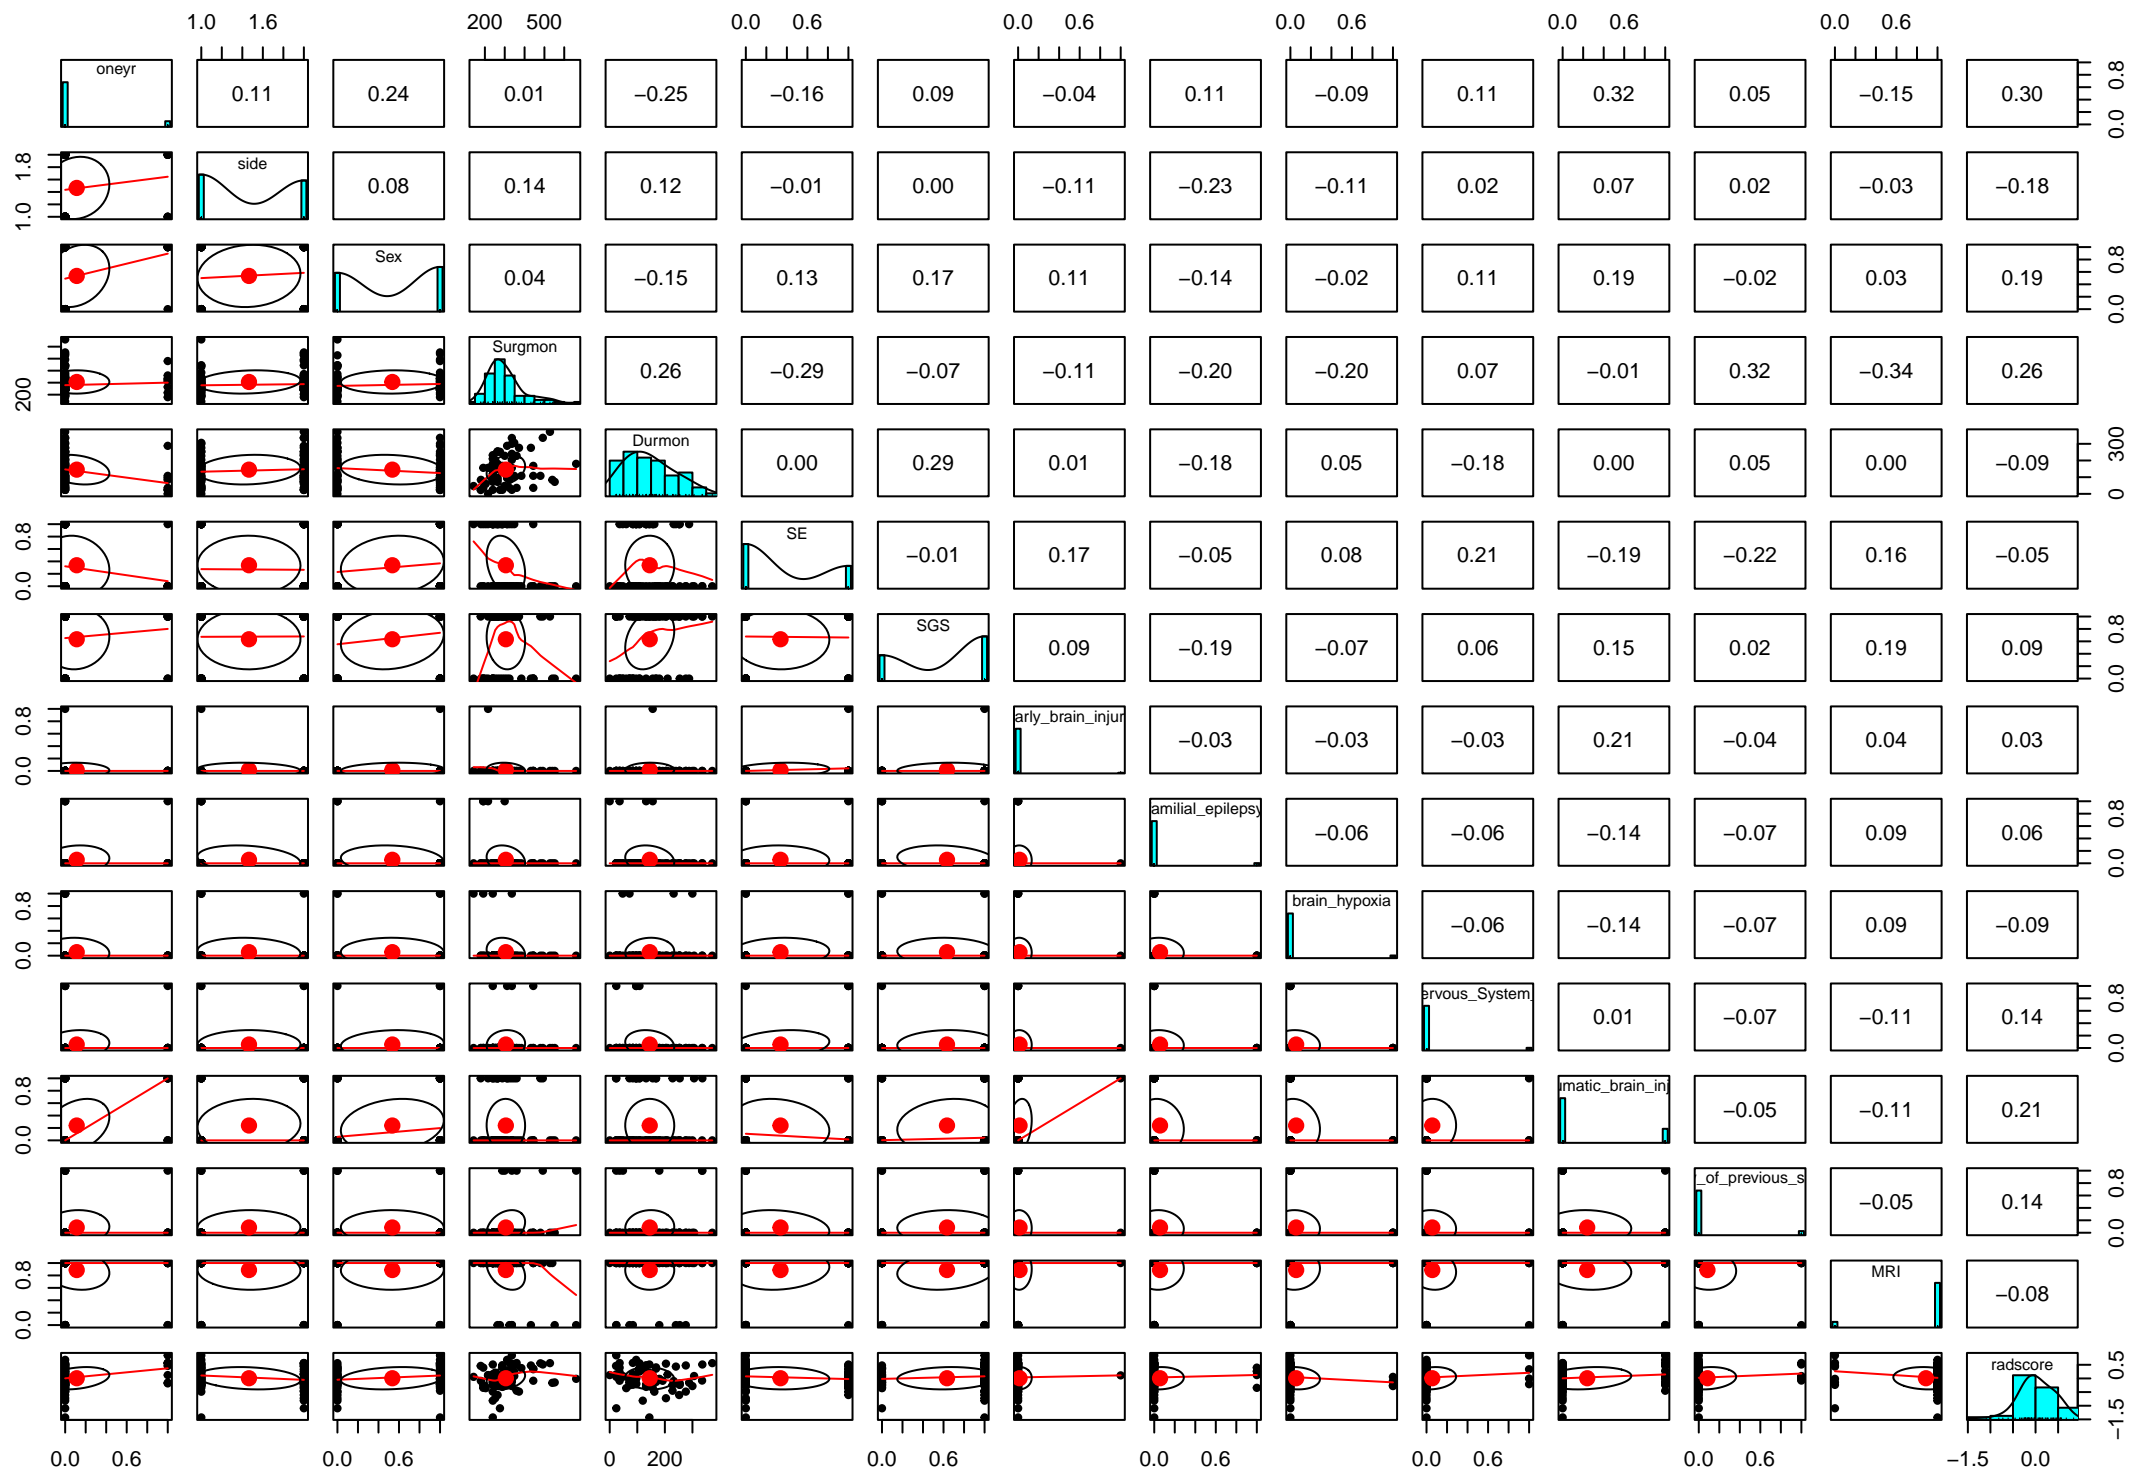 1.0 1.6 200 500 0.0 0.6 0.0 0.6 0.0 0.6 0.0 0.6 0.0 0.6
oneyr 0.11 0.24 0.01 −0.25 −0.16 0.09 −0.04 0.11 −0.09 0.11 0.32 0.05 −0.15 0.30 0.0 0.8
1.0 1.8 side 0.08 0.14 0.12 −0.01 0.00 −0.11 −0.23 −0.11 0.02 0.07 0.02 −0.03 −0.18
Sex 0.04 −0.15 0.13 0.17 0.11 −0.14 −0.02 0.11 0.19 −0.02 0.03 0.19 0.0 0.8
200 Surgmon 0.26 −0.29 −0.07 −0.11 −0.20 −0.20 0.07 −0.01 0.32 −0.34 0.26
Durmon 0.00 0.29 0.01 −0.18 0.05 −0.18 0.00 0.05 0.00 −0.09 0 300
0.0 0.8 SE −0.01 0.17 −0.05 0.08 0.21 −0.19 −0.22 0.16 −0.05
SGS 0.09 −0.19 −0.07 0.06 0.15 0.02 0.19 0.09 0.0 0.8
0.0 0.8 arly_brain_injur −0.03 −0.03 −0.03 0.21 −0.04 0.04 0.03
amilial_epilepsy −0.06 −0.06 −0.14 −0.07 0.09 0.06 0.0 0.8
0.0 0.8 brain_hypoxia −0.06 −0.14 −0.07 0.09 −0.09
ervous_System_ 0.01 −0.07 −0.11 0.14 0.0 0.8
0.0 0.8 umatic_brain_inj −0.05 −0.11 0.21
_of_previous_s −0.05 0.14 0.0 0.8
0.0 0.8 MRI −0.08
radscore −1.5 0.5
0.0 0.6 0.0 0.6 0 200 0.0 0.6 0.0 0.6 0.0 0.6 0.0 0.6 −1.5 0.0